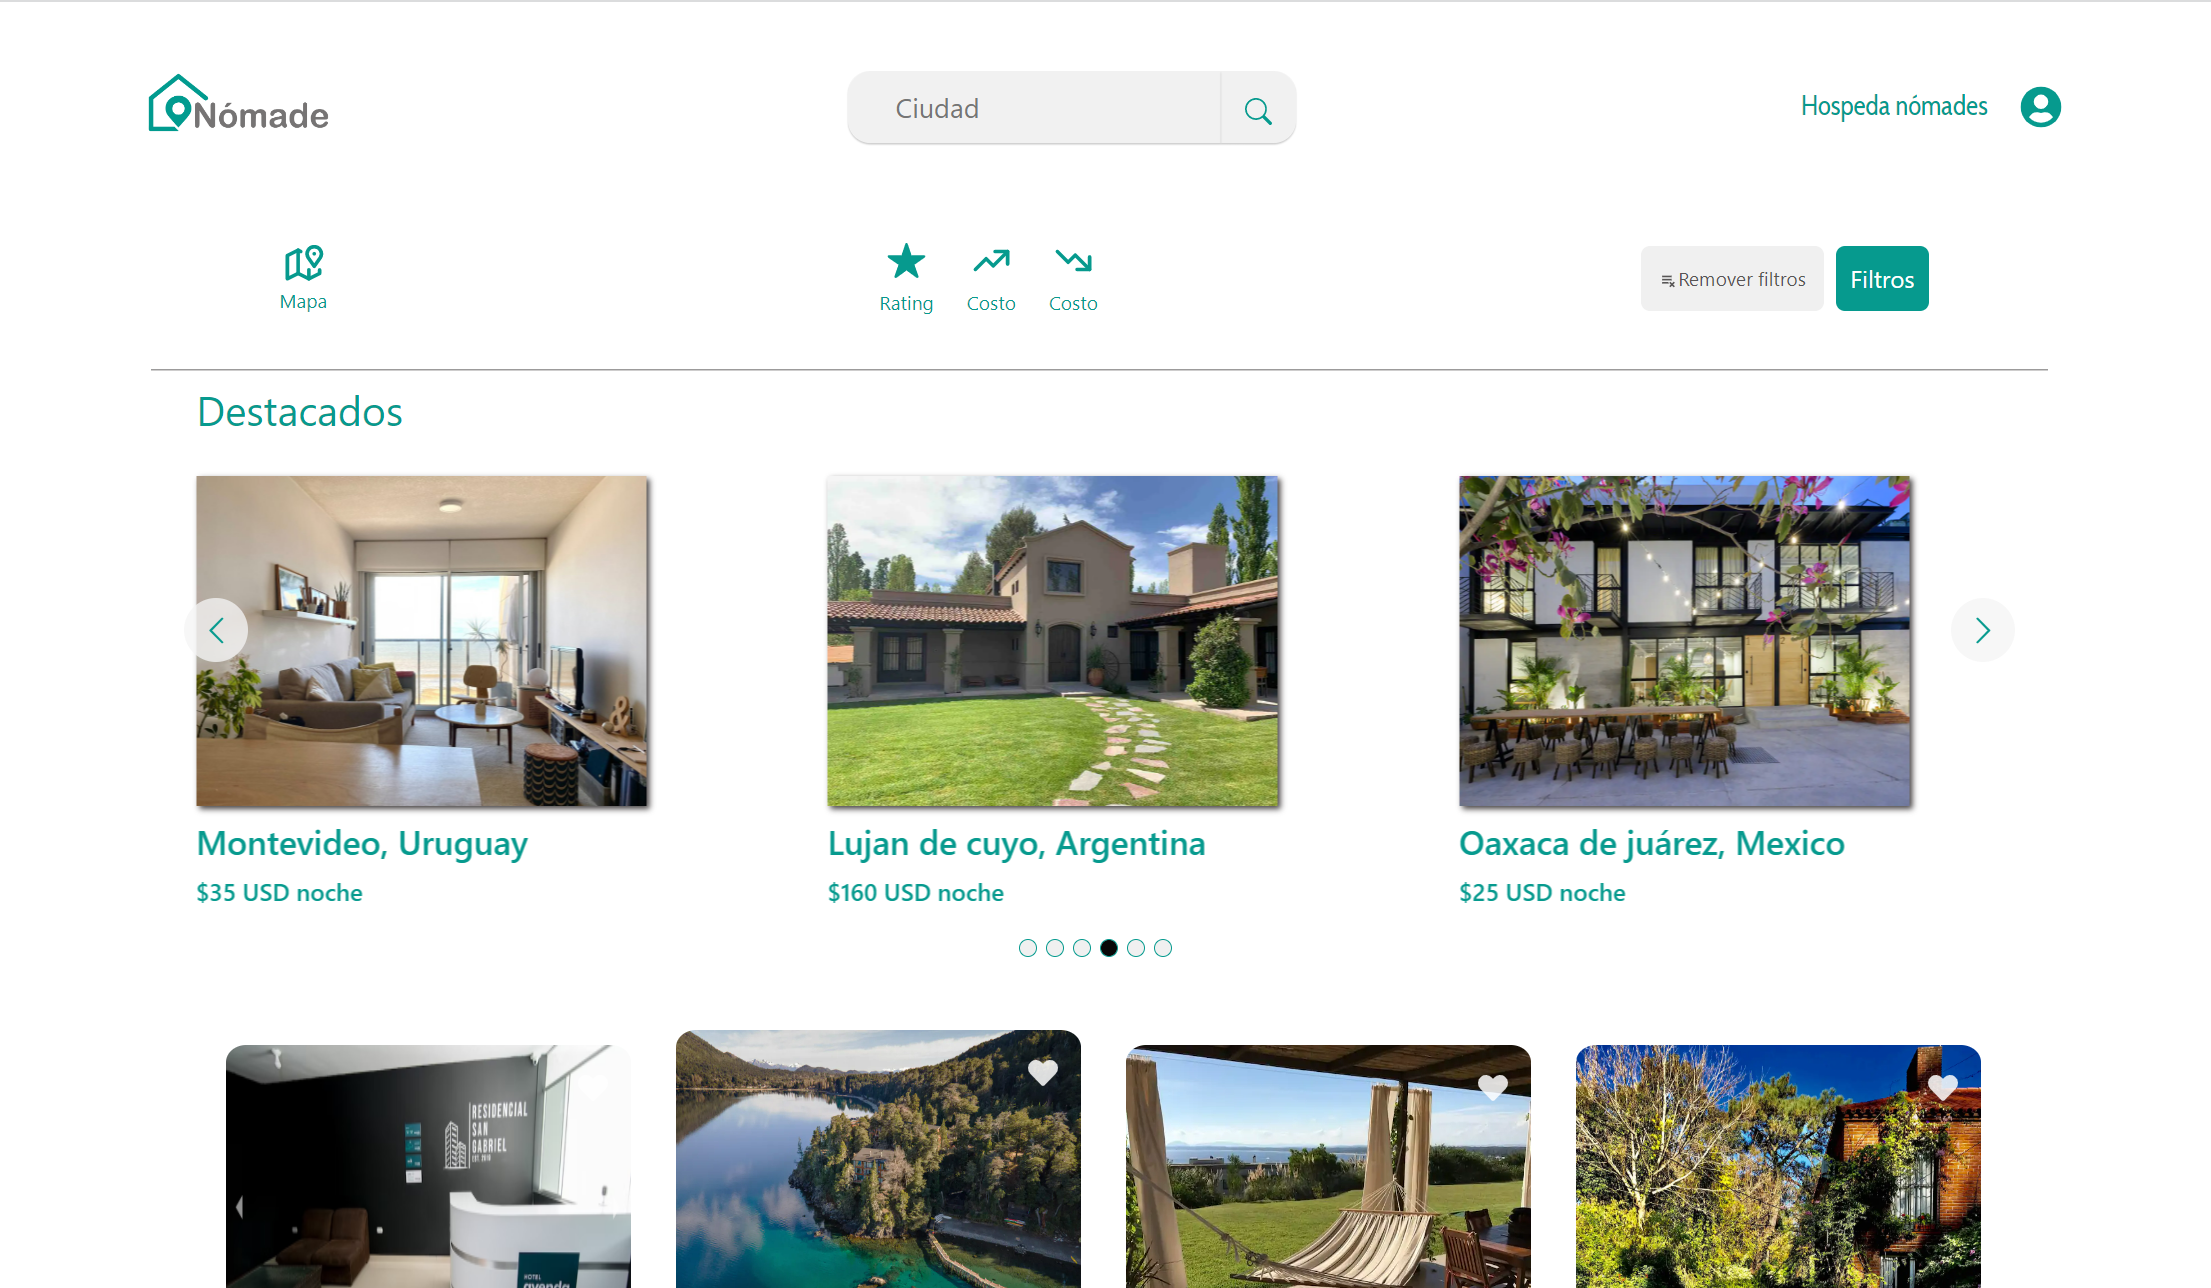 Nómade
Ciudad
Hospeda nómades
Mapa
Rating
Costo
Costo
Remover filtros
Filtros
Destacados
Montevideo, Uruguay
$35 USD noche
Lujan de cuyo, Argentina
$160 USD noche
Oaxaca de juárez, Mexico
$25 USD noche
RESIDENCIAL
SAN
GABRIEL
HOTEL